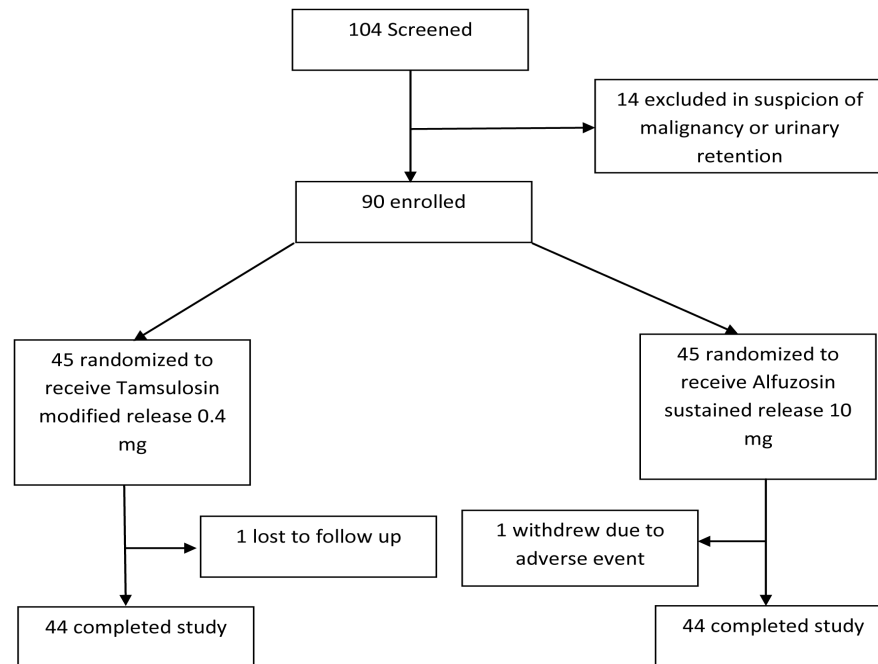 104 Screened
14 excluded in suspicion of
malignancy or urinary
retention
90 enrolled
45 randomized to
receive Tamsulosin
modified release 0.4
mg
45 randomized to
receive Alfuzosin
sustained release 10
mg
1 lost to follow up
1 withdrew due to
adverse event
44 completed study
44 completed study